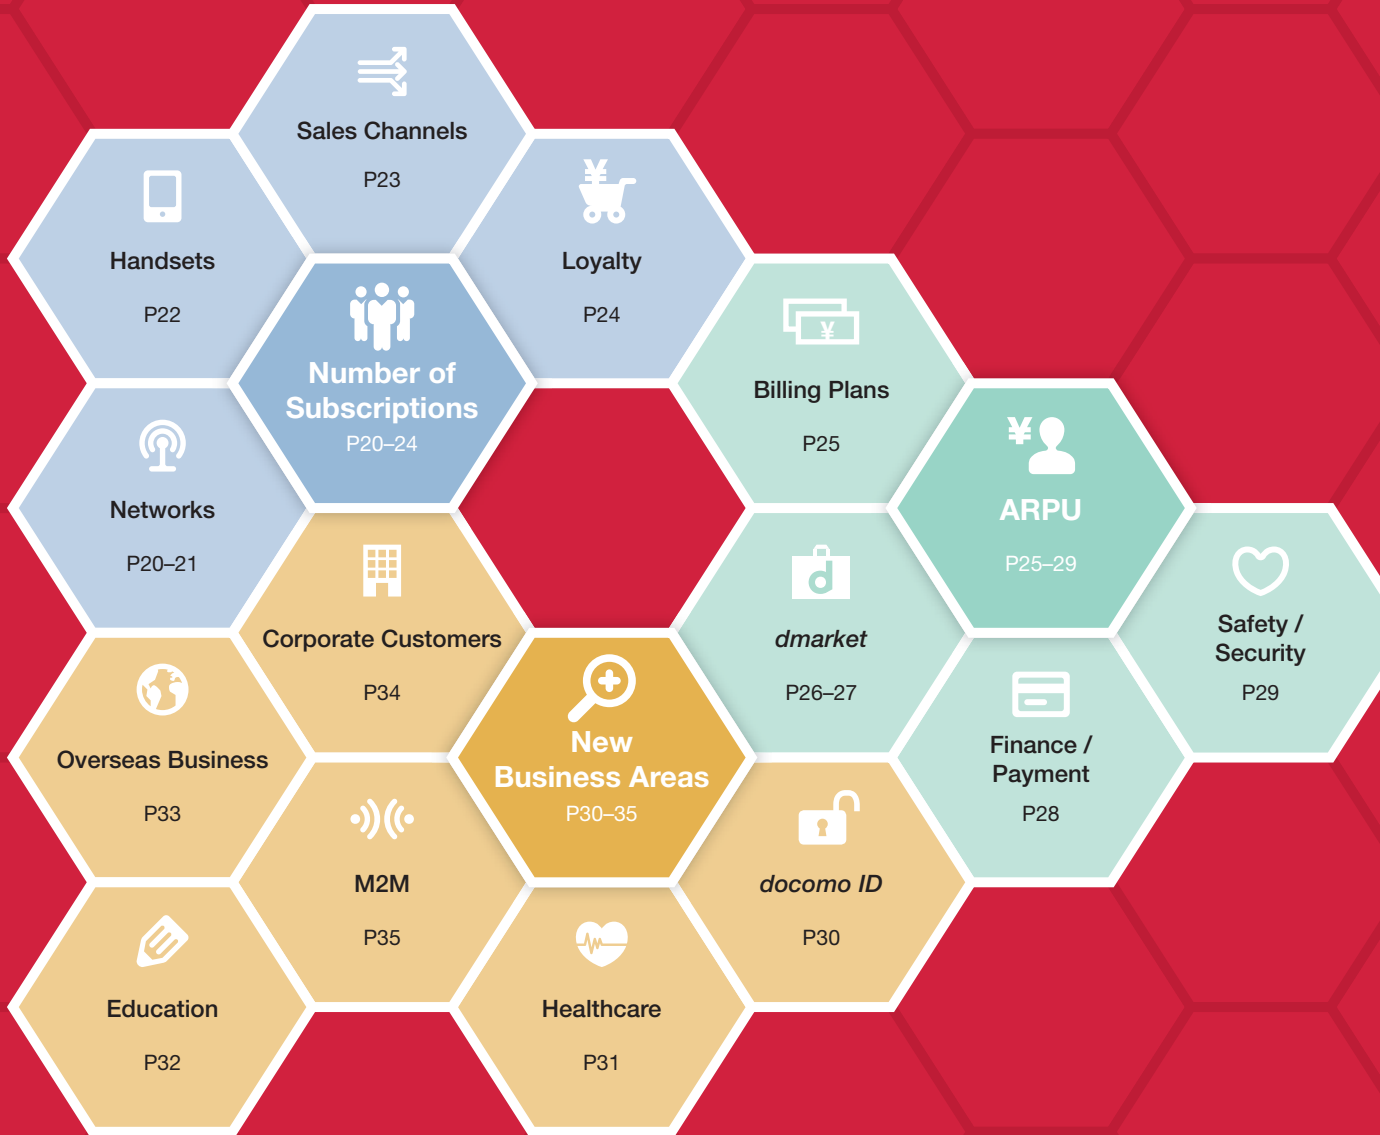 Sales Channels
P23
Handsets
P22
Loyalty
P24
Number of
Subscriptions
P20–24
Networks
P20–21
Billing Plans
P25
ARPU
P25–29
dmarket
P26–27
Safety /
Security
P29
Finance /
Payment
P28
Corporate Customers
P34
New
Business Areas
P30–35
Overseas Business
P33
M2M
P35
docomo ID
P30
Education
P32
Healthcare
P31